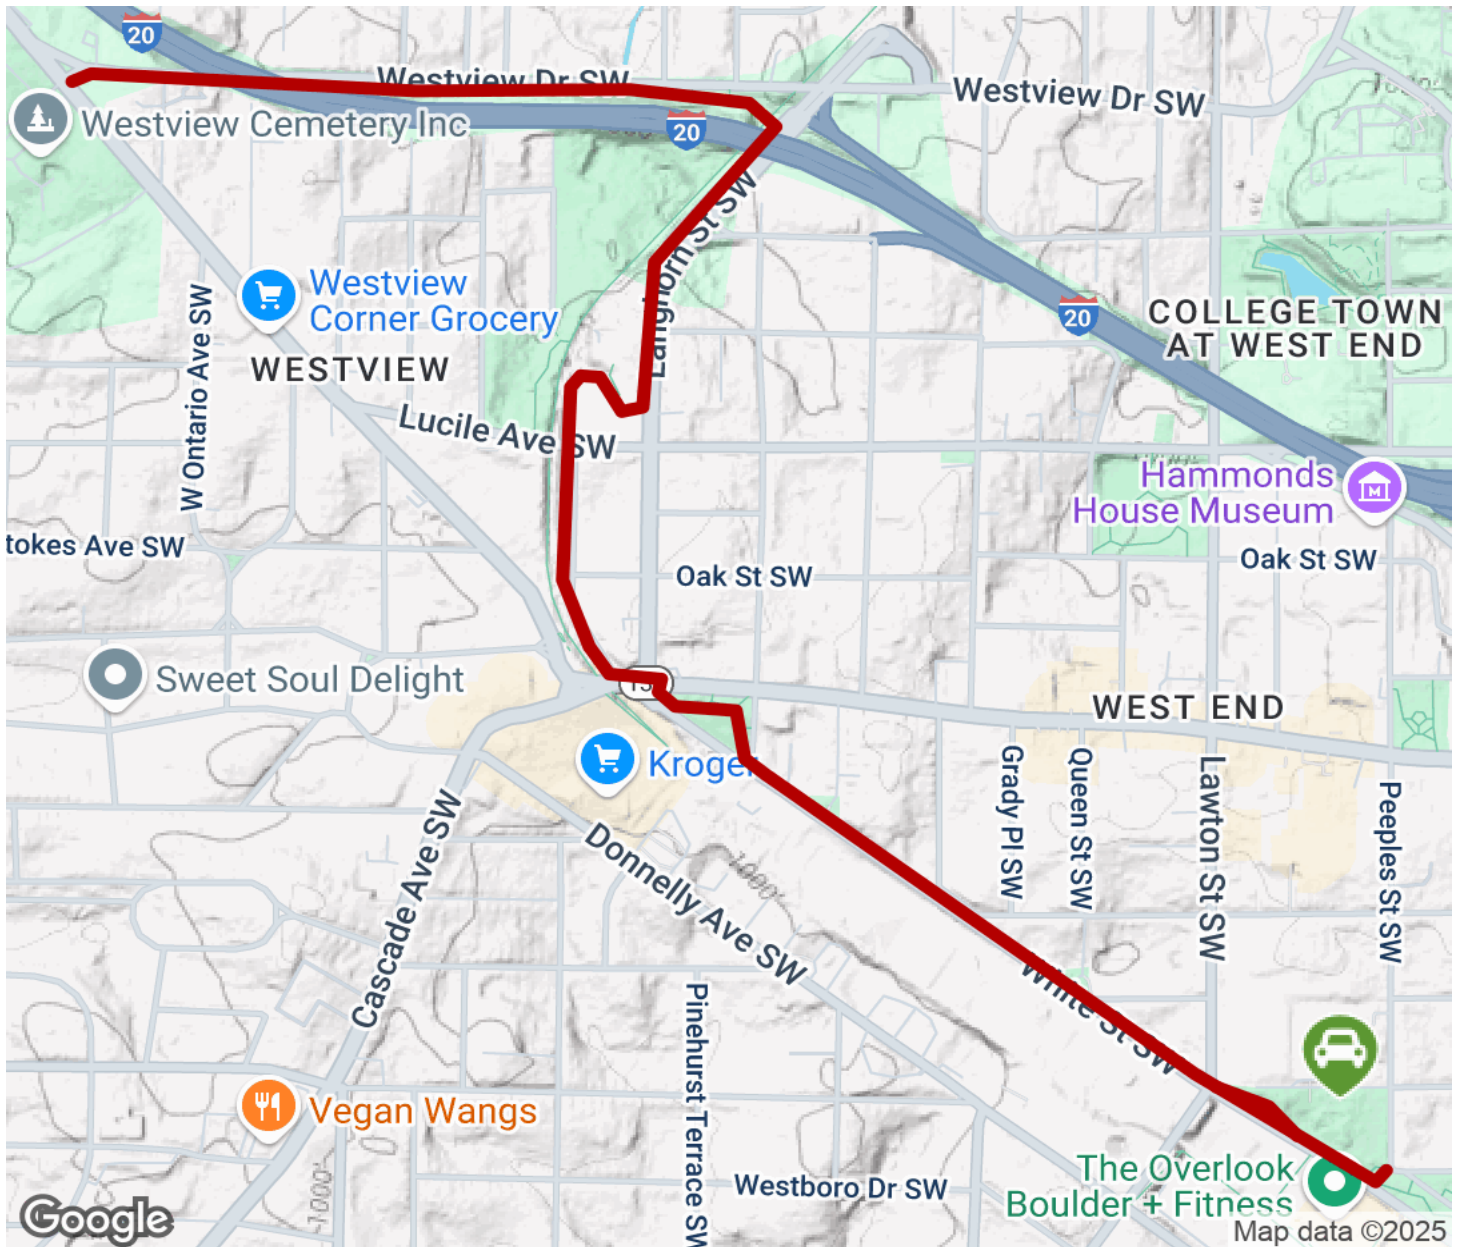 20
Westview Dr SW
Westview Dr SW
Westview Cemetery Inc
20
Langhorn St SW
Westview
Corner Grocery
W Ontario Ave SW
20
COLLEGE TOWN
AT WEST END
WESTVIEW
Lucile Ave SW
Hammonds
House Museum
tokes Ave SW
Oak St SW
Oak St SW
Sweet Soul Delight
WEST END
Kroger
Grady Pl SW
Queen St SW
Lawton St SW
Peeples St SW
Cascade Ave SW
Donnelly Ave SW
1000'
White St SW
Pinehurst Terrace SW
Vegan Wangs
1000'
The Overlook
Boulder + Fitness
Westboro Dr SW
Google
Map data ©2025